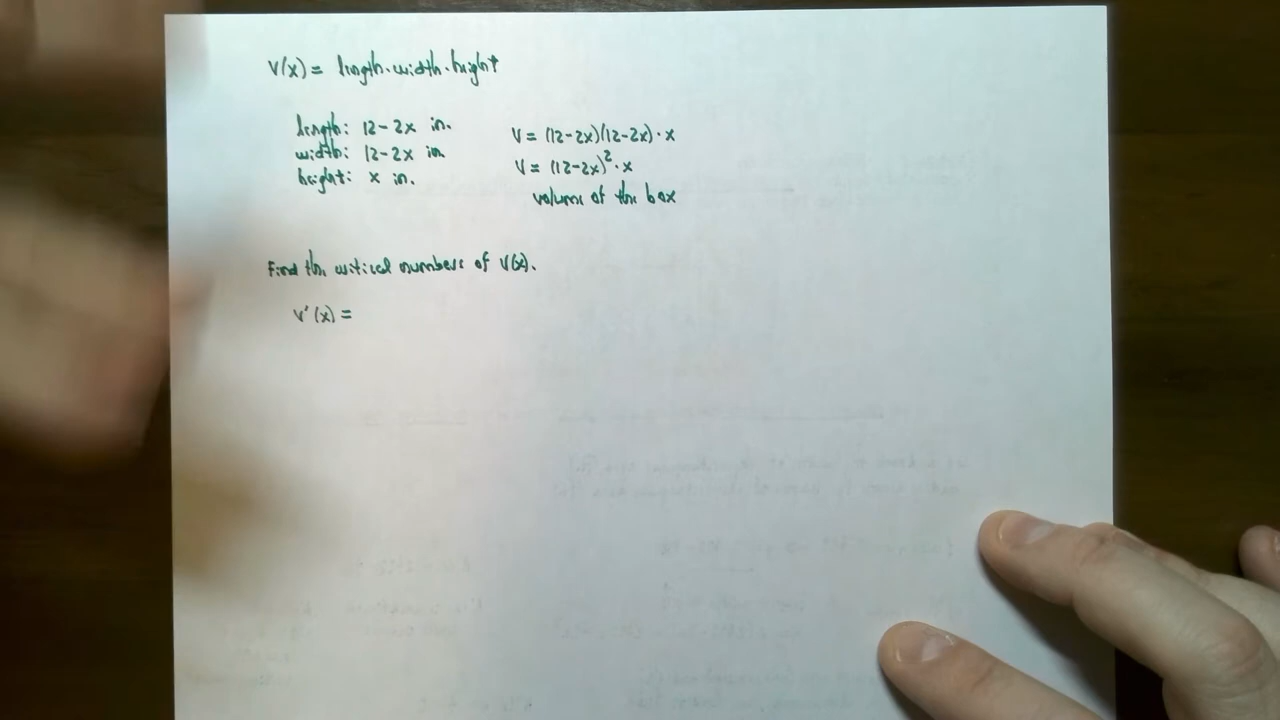 V(x) = length·width·height
length: 12-2x in.
width: 12-2x in.
height: x in.
V = (12-2x)(12-2x)·x
V = (12-2x)²·x
volume of the box
Find the critical numbers of V(x).
V'(x) =